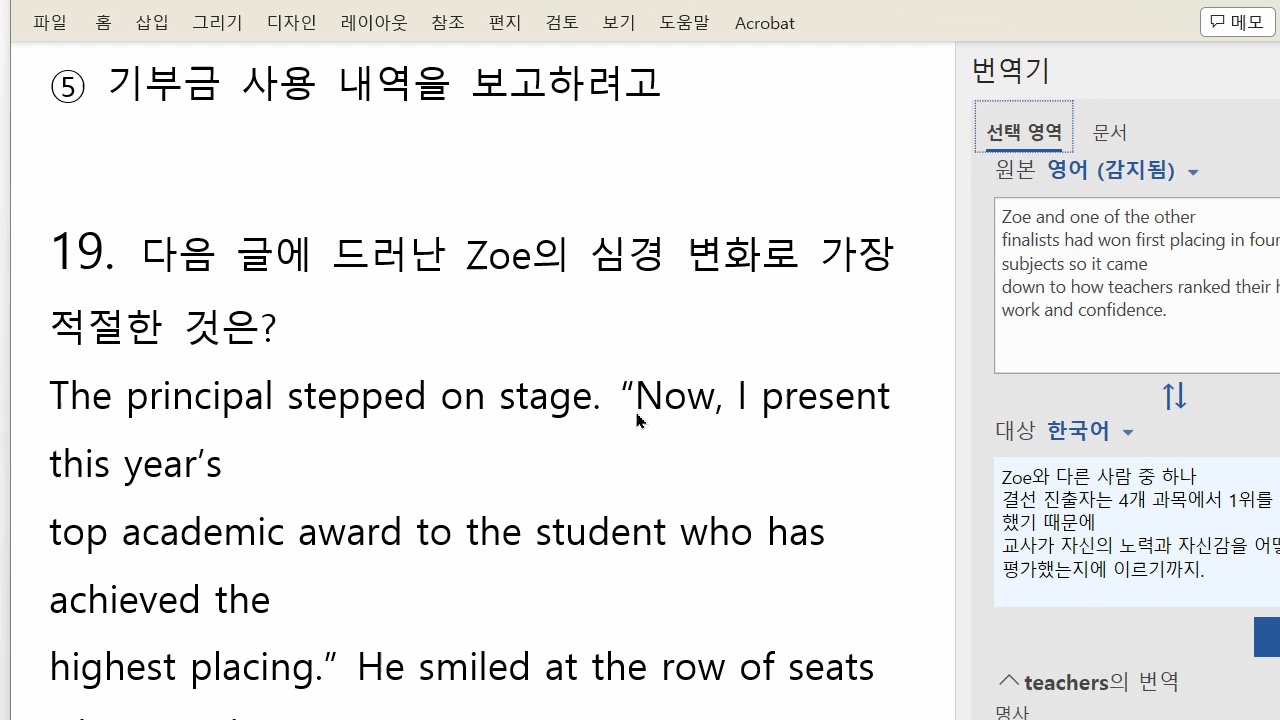 파일 홈 삽입 그리기 디자인 레이아웃 참조 편지 검토 보기 도움말 Acrobat 메모
⑤ 기부금 사용 내역을 보고하려고
19. 다음 글에 드러난 Zoe의 심경 변화로 가장
적절한 것은?
The principal stepped on stage. “Now, I present
this year’s
top academic award to the student who has
achieved the
highest placing.” He smiled at the row of seats
번역기
선택 영역 문서
원본 영어 (감지됨)
Zoe and one of the other
finalists had won first placing in four
subjects so it came
down to how teachers ranked their
work and confidence.
대상 한국어
Zoe와 다른 사람 중 하나
결선 진출자는 4개 과목에서 1위를
했기 때문에
교사가 자신의 노력과 자신감을
평가했는지에 이르기까지.
teachers의 번역
명사